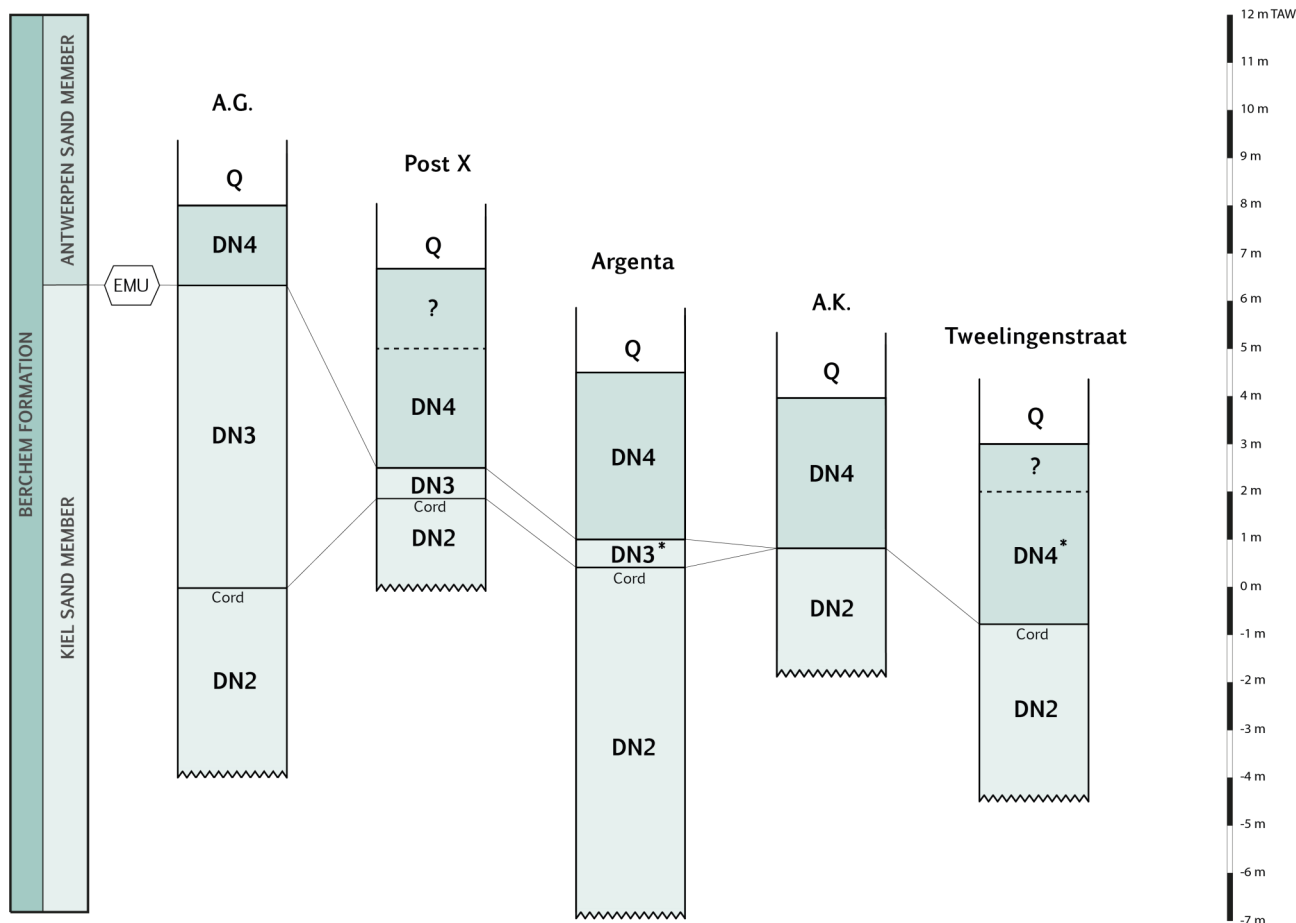 BERCHEM FORMATION
ANTWERPEN SAND MEMBER
KIEL SAND MEMBER
EMU
A.G.
Q
DN4
DN3
Cord
DN2
Post X
Q
?
DN4
DN3
Cord
DN2
Argenta
Q
DN4
DN3*
Cord
DN2
A.K.
Q
DN4
DN2
Tweelingenstraat
Q
?
DN4*
Cord
DN2
12 m TAW
11 m
10 m
9 m
8 m
7 m
6 m
5 m
4 m
3 m
2 m
1 m
0 m
-1 m
-2 m
-3 m
-4 m
-5 m
-6 m
-7 m